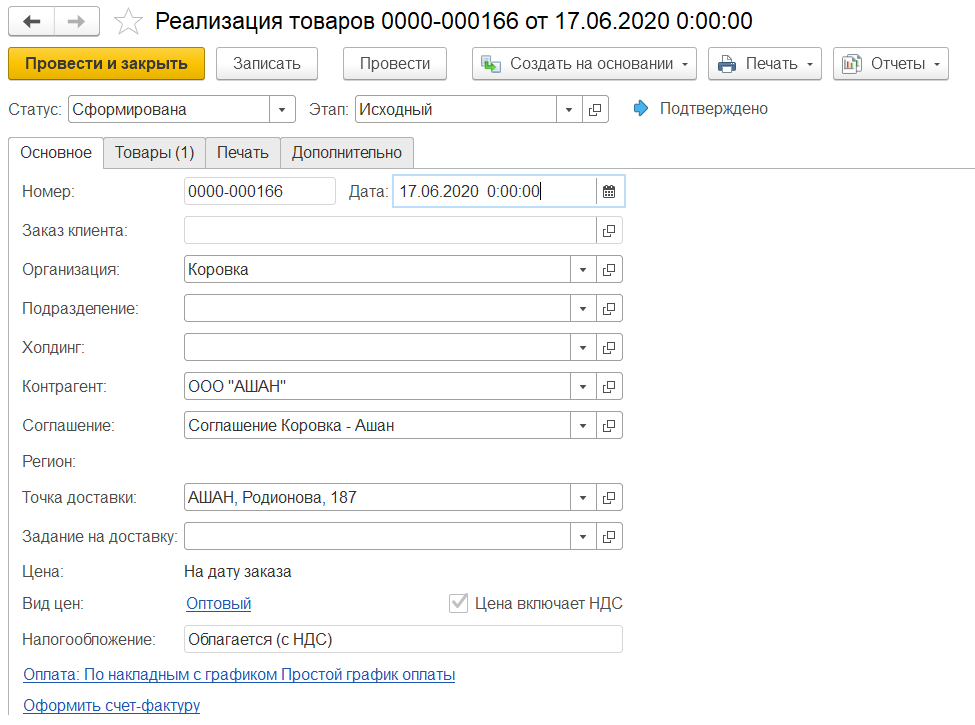 Реализация товаров 0000-000166 от 17.06.2020 0:00:00
Провести и закрыть Записать Провести Создать на основании Печать Отчеты
Статус: Сформирована Этап: Исходный Подтверждено
Основное Товары (1) Печать Дополнительно
Номер: 0000-000166 Дата: 17.06.2020 0:00:00
Заказ клиента:
Организация: Коровка
Подразделение:
Холдинг:
Контрагент: ООО "АШАН"
Соглашение: Соглашение Коровка - Ашан
Регион:
Точка доставки: АШАН, Родионова, 187
Задание на доставку:
Цена: На дату заказа
Вид цен: Оптовый Цена включает НДС
Налогообложение: Облагается (с НДС)
Оплата: По накладным с графиком Простой график оплаты
Оформить счет-фактуру